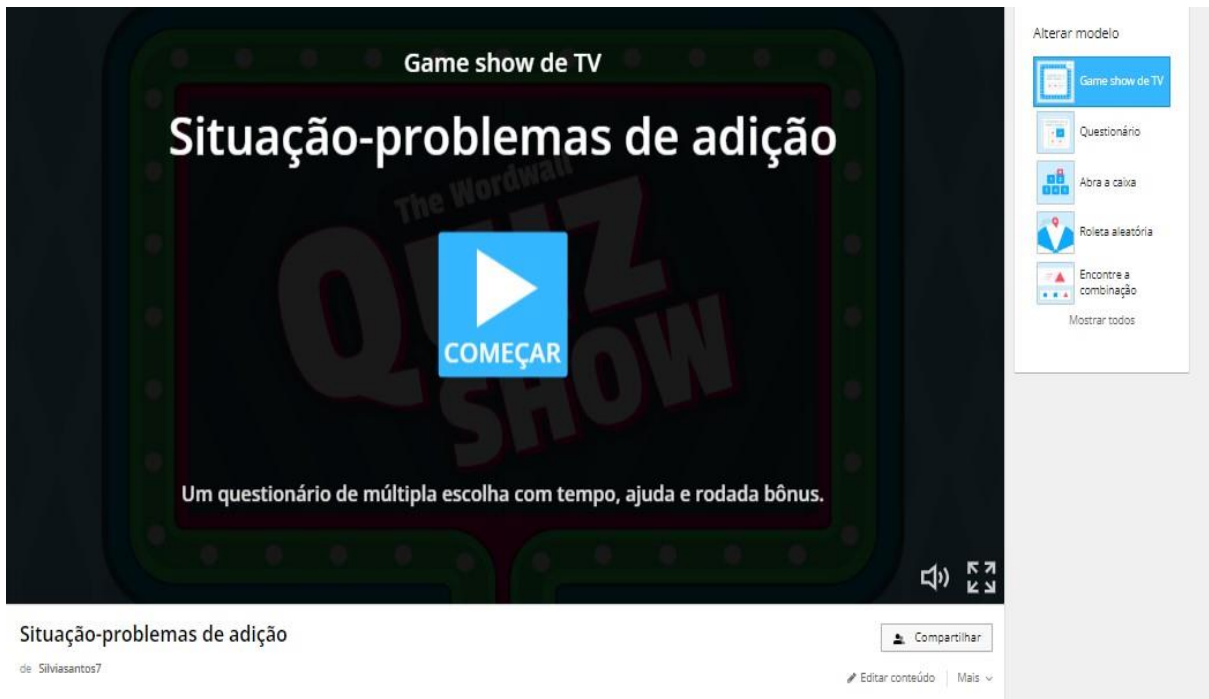 Game show de TV
Situação-problemas de adição
The Wordwall
QUIZ
SHOW
COMEÇAR
Um questionário de múltipla escolha com tempo, ajuda e rodada bônus.
Situação-problemas de adição
de Silviasantos7
Compartilhar
Editar conteúdo
Mais
Alterar modelo
Game show de TV
Questionário
Abra a caixa
Roleta aleatória
Encontre a
combinação
Mostrar todos